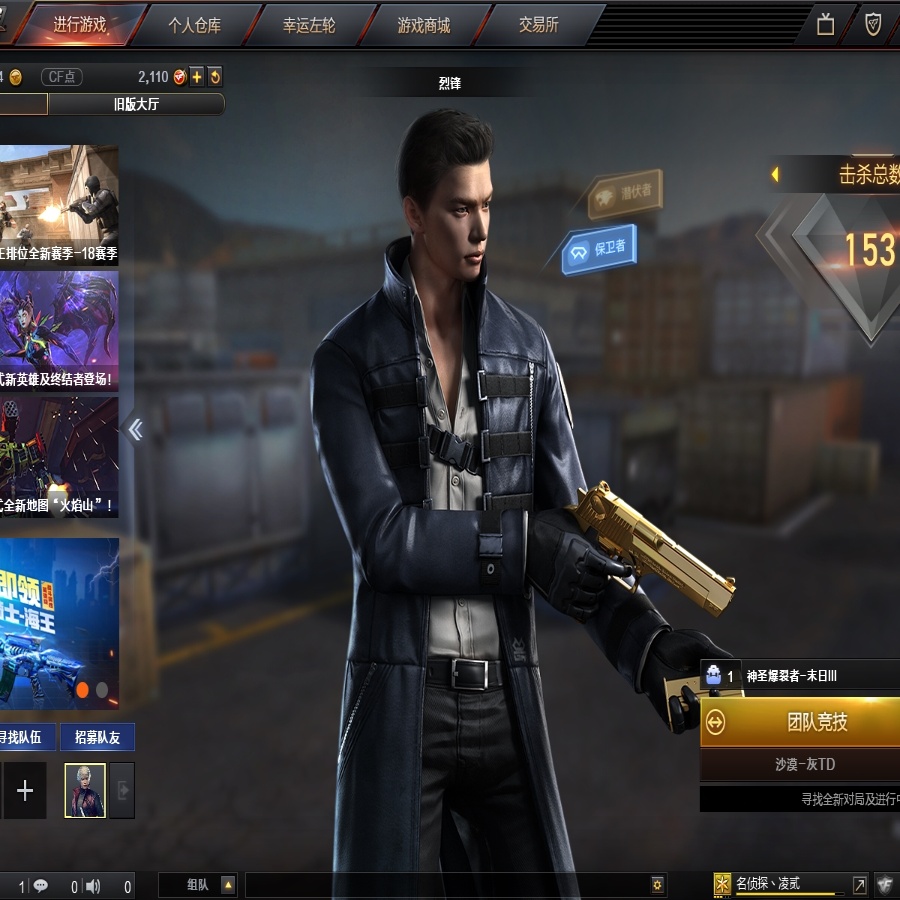 进行游戏
个人仓库
幸运左轮
游戏商城
交易所
CF点
2,110
旧版大厅
烈锋
潜伏者
保卫者
击杀总数
153
王排位全新赛季-18赛季
式新英雄及终结者登场!
式全新地图“火焰山”!
即领
骑士-海王
寻找队伍
招募队友
1
神圣爆裂者-末日III
团队竞技
沙漠-灰TD
寻找全新对局及进行中
1
0
0
组队
名侦探丶凌贰